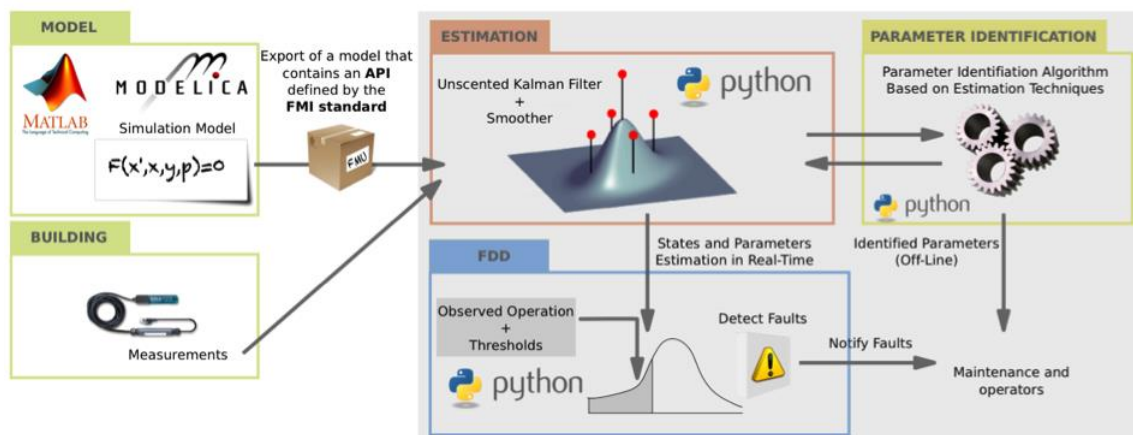 MODEL
MATLAB
The Language of Technical Computing
MODELICA
Simulation Model
F(x',x,y,p)=0
Export of a model that
contains an API
defined by the
FMI standard
FMU
BUILDING
Measurements
ESTIMATION
Unscented Kalman Filter
+
Smoother
python
PARAMETER IDENTIFICATION
Parameter Identifiation Algorithm
Based on Estimation Techniques
python
States and Parameters
Estimation in Real-Time
Identified Parameters
(Off-Line)
FDD
Observed Operation
+
Thresholds
python
Detect Faults
Notify Faults
Maintenance and
operators